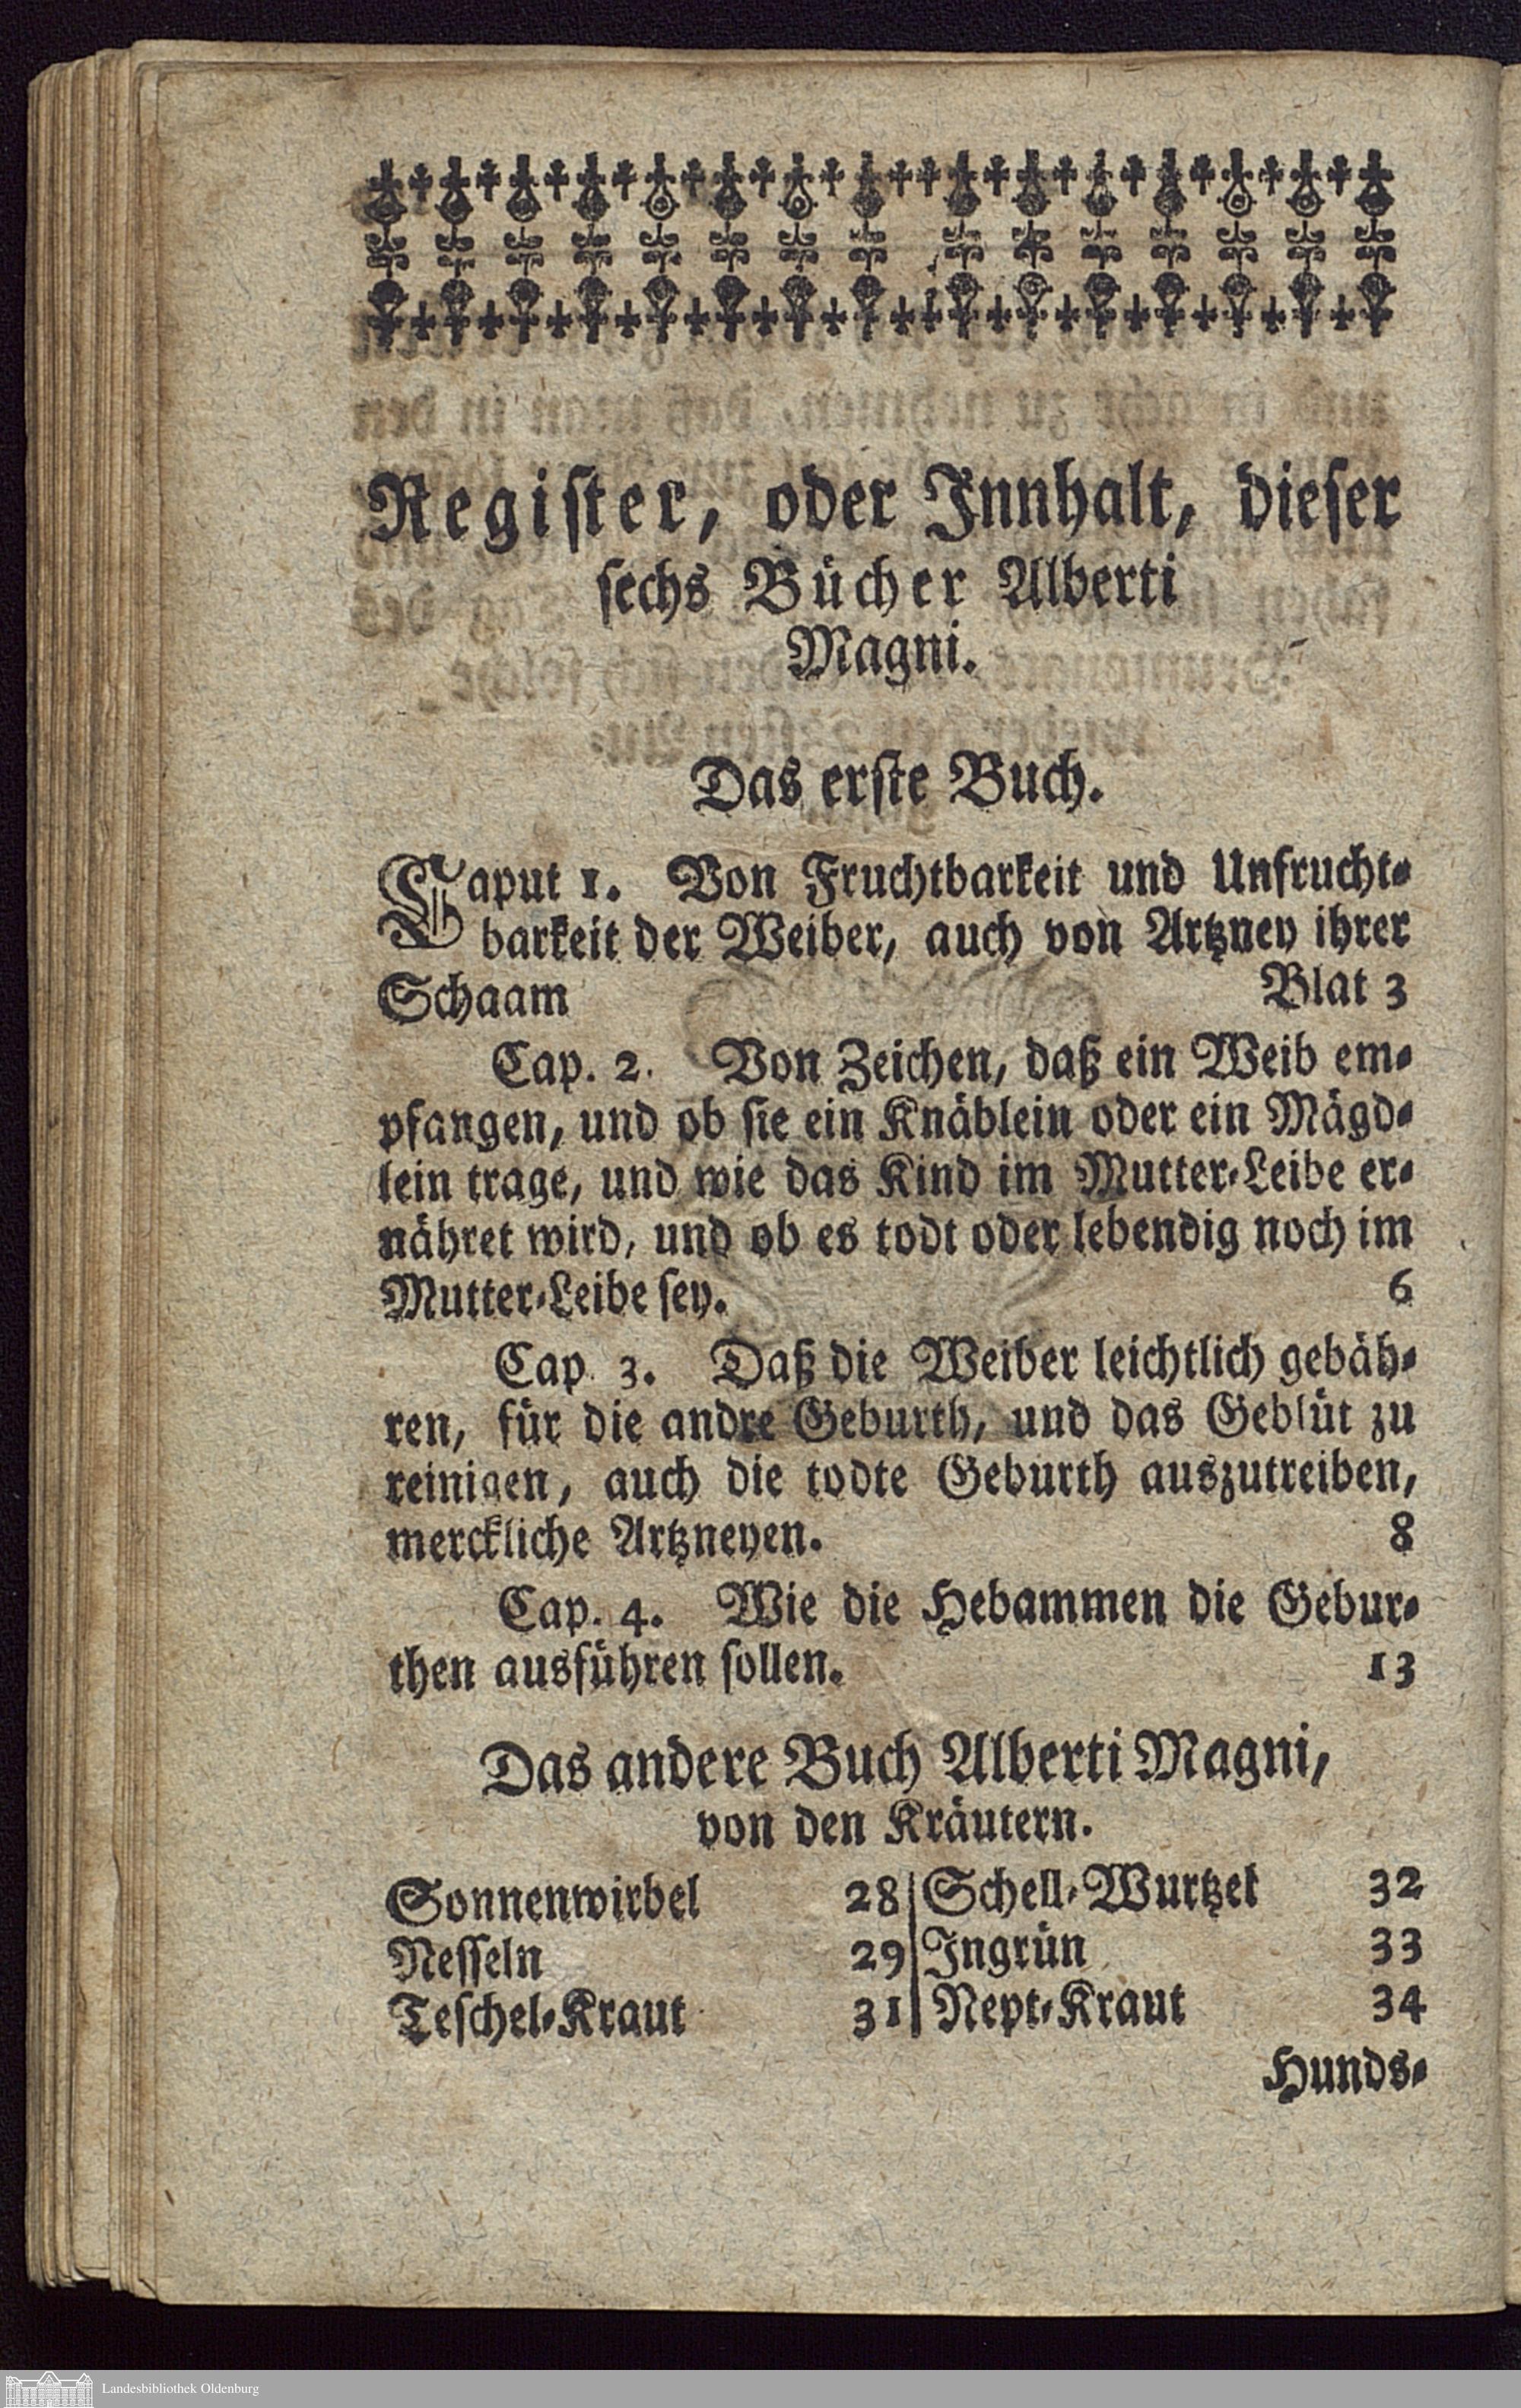 Register, oder Innhalt, dieser
sechs Bücher Alberti
Magni.
Das erste Buch.
Caput 1. Von Fruchtbarkeit und Unfrucht-
barkeit der Weiber, auch von Artzney ihrer
Schaam Blat 3
Cap. 2. Von Zeichen, daß ein Weib em-
pfangen, und ob sie ein Knäblein oder ein Mägd-
lein trage, und wie das Kind im Mutter-Leibe er-
nähret wird, und ob es todt oder lebendig noch im
Mutter-Leibe sey. 6
Cap. 3. Daß die Weiber leichtlich gebäh-
ren, für die andre Geburth, und das Geblüt zu
reinigen, auch die todte Geburth auszutreiben,
merckliche Artzneyen. 8
Cap. 4. Wie die Hebammen die Gebur-
then ausführen sollen. 13
Das andere Buch Alberti Magni,
von den Kräutern.
Sonnenwirbel 28 Schell-Wurtzel 32
Nesseln 29 Ingrün 33
Teschel-Kraut 31 Nept-Kraut 34
Hunds-
Landesbibliothek Oldenburg